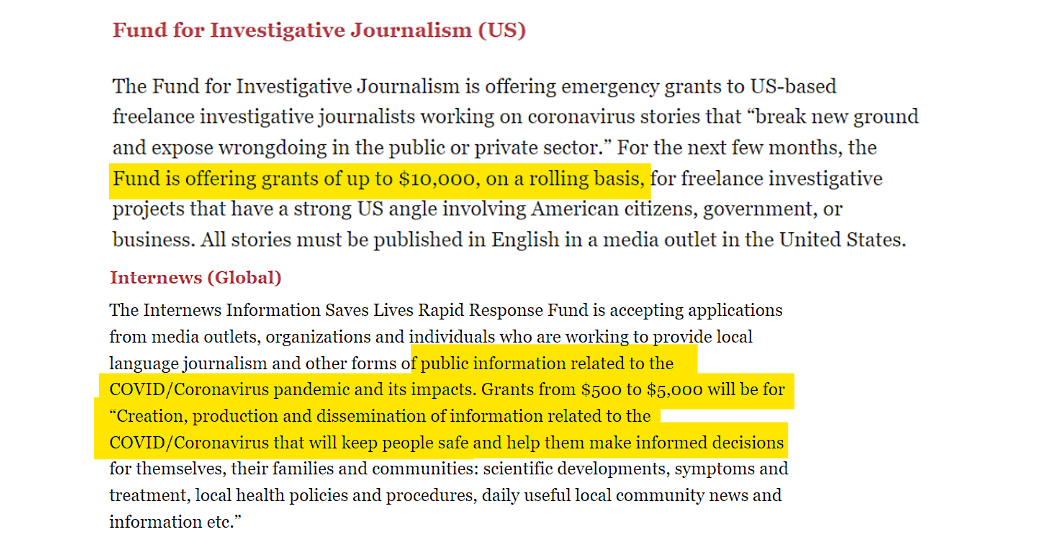 Fund for Investigative Journalism (US)
The Fund for Investigative Journalism is offering emergency grants to US-based
freelance investigative journalists working on coronavirus stories that “break new ground
and expose wrongdoing in the public or private sector.” For the next few months, the
Fund is offering grants of up to $10,000, on a rolling basis, for freelance investigative
projects that have a strong US angle involving American citizens, government, or
business. All stories must be published in English in a media outlet in the United States.
Internews (Global)
The Internews Information Saves Lives Rapid Response Fund is accepting applications
from media outlets, organizations and individuals who are working to provide local
language journalism and other forms of public information related to the
COVID/Coronavirus pandemic and its impacts. Grants from $500 to $5,000 will be for
“Creation, production and dissemination of information related to the
COVID/Coronavirus that will keep people safe and help them make informed decisions
for themselves, their families and communities: scientific developments, symptoms and
treatment, local health policies and procedures, daily useful local community news and
information etc.”